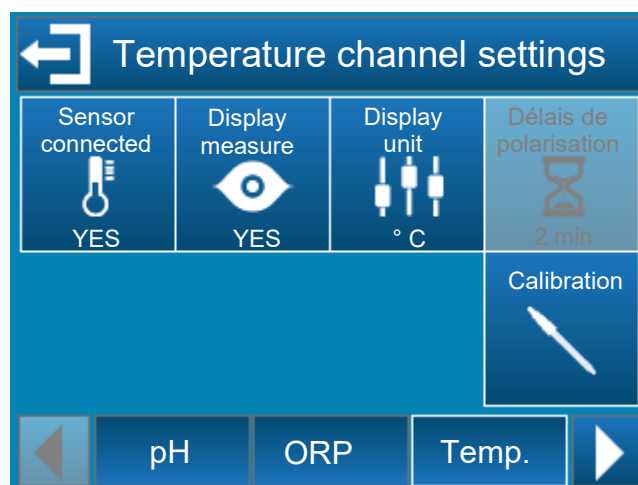 Temperature channel settings
Sensor
connected
YES
Display
measure
YES
Display
unit
° C
Délais de
polarisation
2 min
Calibration
pH
ORP
Temp.